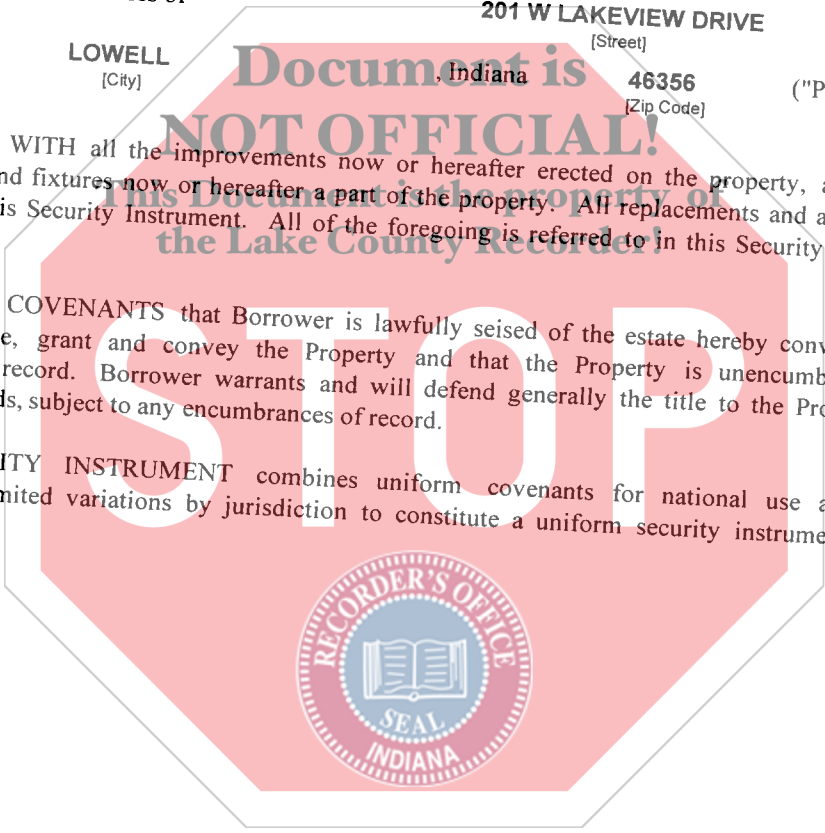 201 W LAKEVIEW DRIVE
[Street]
LOWELL , Indiana 46356 ("P
[City] [Zip Code]
Document is
NOT OFFICIAL!
This Document is the property of
the Lake County Recorder!
WITH all the improvements now or hereafter erected on the property, a
nd fixtures now or hereafter a part of the property. All replacements and a
is Security Instrument. All of the foregoing is referred to in this Security
COVENANTS that Borrower is lawfully seised of the estate hereby conv
e, grant and convey the Property and that the Property is unencumb
record. Borrower warrants and will defend generally the title to the Pro
ds, subject to any encumbrances of record.
ITY INSTRUMENT combines uniform covenants for national use a
mited variations by jurisdiction to constitute a uniform security instrume
STOP
RECORDER'S OFFICE
SEAL
INDIANA